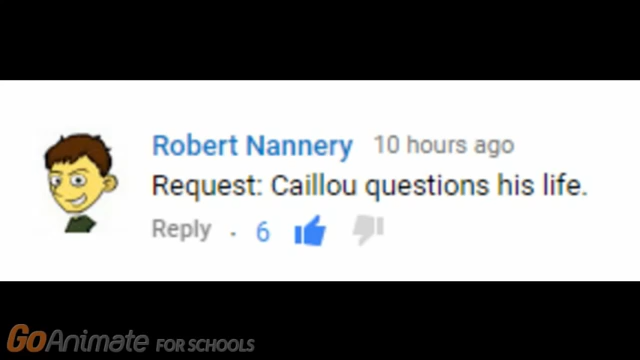 Robert Nannery 10 hours ago
Request: Caillou questions his life.
Reply · 6
GoAnimate FOR SCHOOLS